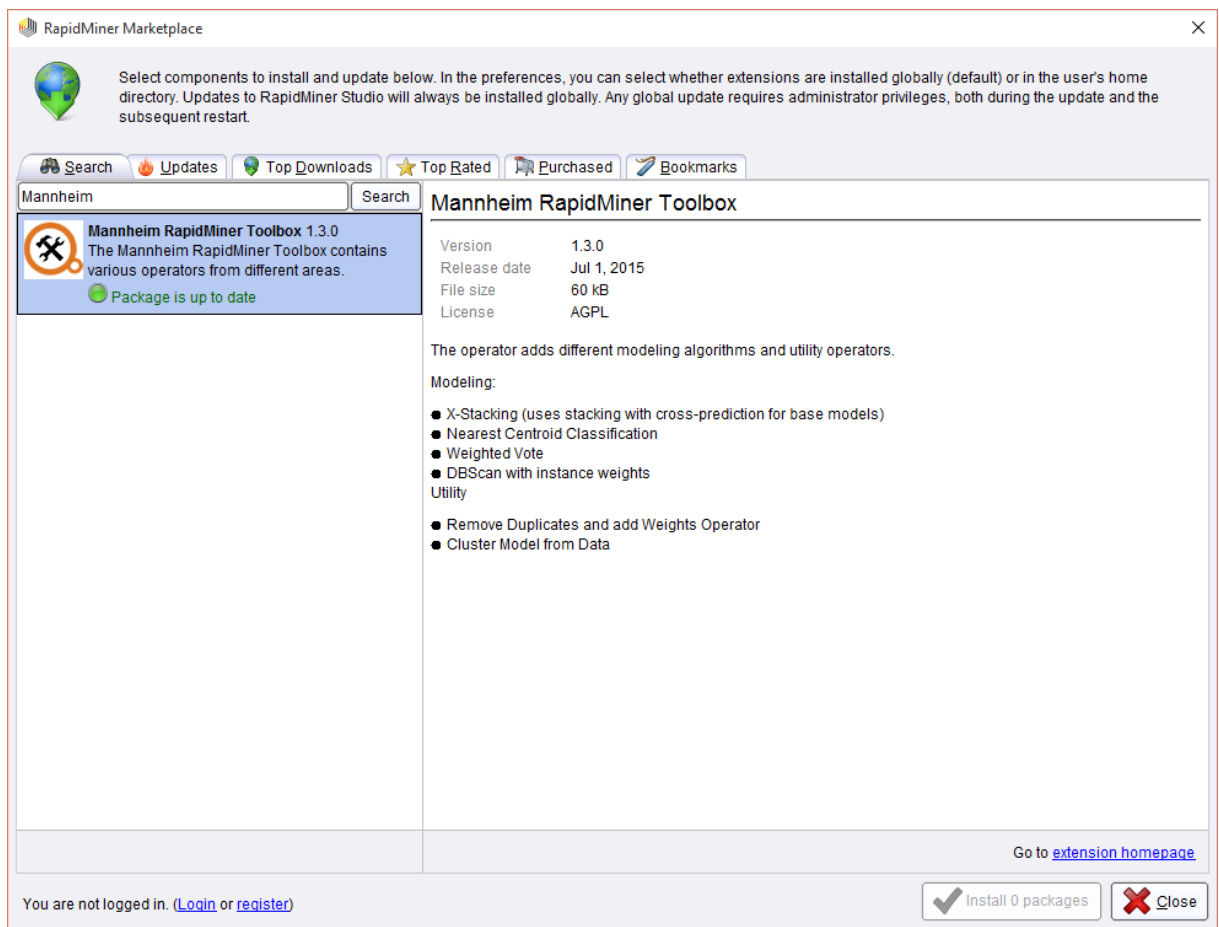 RapidMiner Marketplace
Select components to install and update below. In the preferences, you can select whether extensions are installed globally (default) or in the user's home
directory. Updates to RapidMiner Studio will always be installed globally. Any global update requires administrator privileges, both during the update and the
subsequent restart.
Search Updates Top Downloads Top Rated Purchased Bookmarks
Mannheim Search
Mannheim RapidMiner Toolbox 1.3.0
The Mannheim RapidMiner Toolbox contains
various operators from different areas.
Package is up to date
Mannheim RapidMiner Toolbox
Version 1.3.0
Release date Jul 1, 2015
File size 60 kB
License AGPL
The operator adds different modeling algorithms and utility operators.
Modeling:
● X-Stacking (uses stacking with cross-prediction for base models)
● Nearest Centroid Classification
● Weighted Vote
● DBScan with instance weights
Utility
● Remove Duplicates and add Weights Operator
● Cluster Model from Data
Go to extension homepage
You are not logged in. (Login or register)
Install 0 packages Close